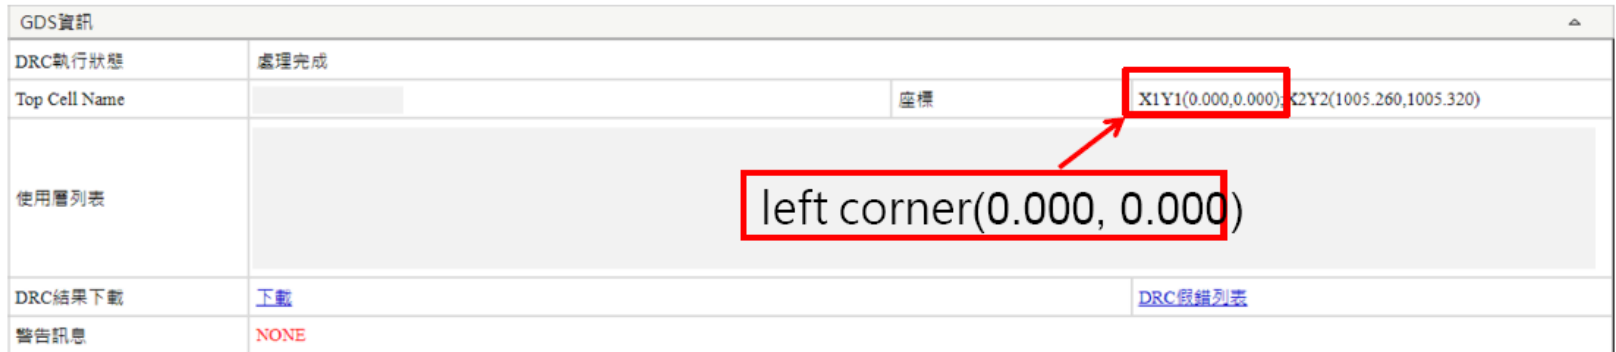 GDS資訊
DRC執行狀態 處理完成
Top Cell Name 座標 X1Y1(0.000,0.000);X2Y2(1005.260,1005.320)
使用層列表
left corner(0.000, 0.000)
DRC結果下載 下載 DRC假錯列表
警告訊息 NONE